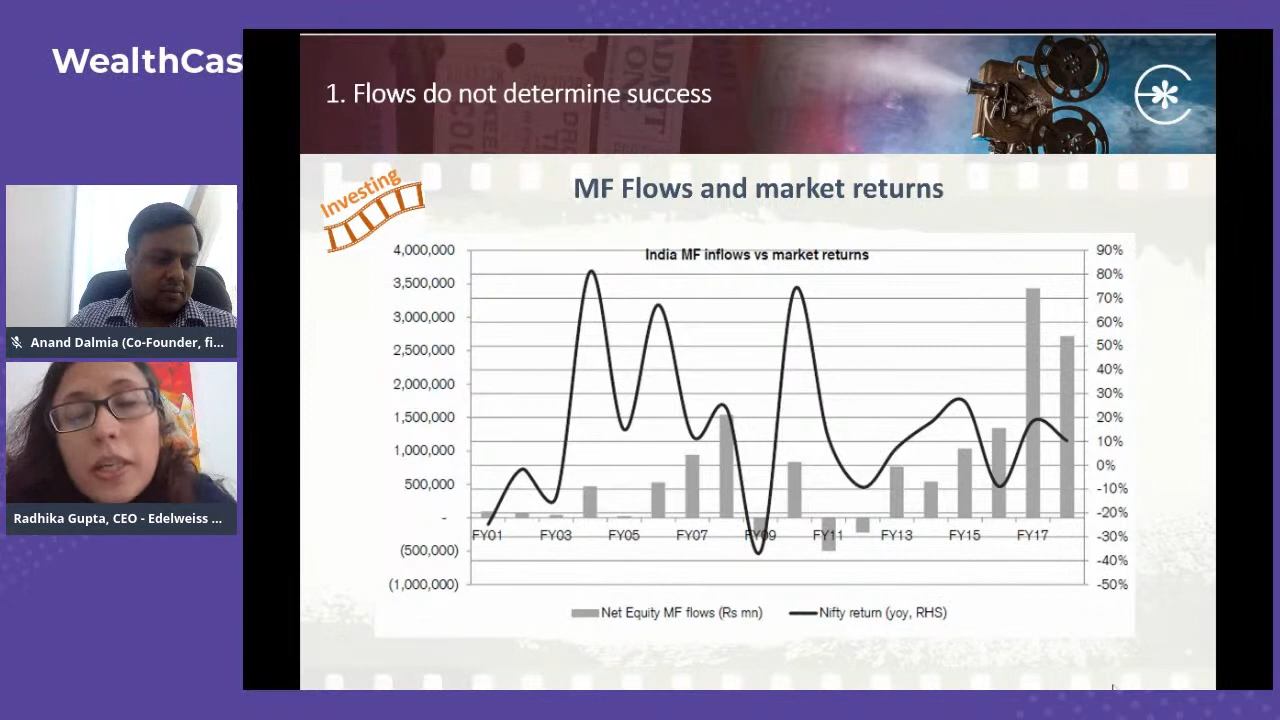 WealthCas
1. Flows do not determine success
Investing
MF Flows and market returns
India MF inflows vs market returns
4,000,000
3,500,000
3,000,000
2,500,000
2,000,000
1,500,000
1,000,000
500,000
-
(500,000)
(1,000,000)
90%
80%
70%
60%
50%
40%
30%
20%
10%
0%
-10%
-20%
-30%
-40%
-50%
FY01 FY03 FY05 FY07 FY09 FY11 FY13 FY15 FY17
Net Equity MF flows (Rs mn) Nifty return (yoy, RHS)
Anand Dalmia (Co-Founder, fi...
Radhika Gupta, CEO - Edelweiss ...